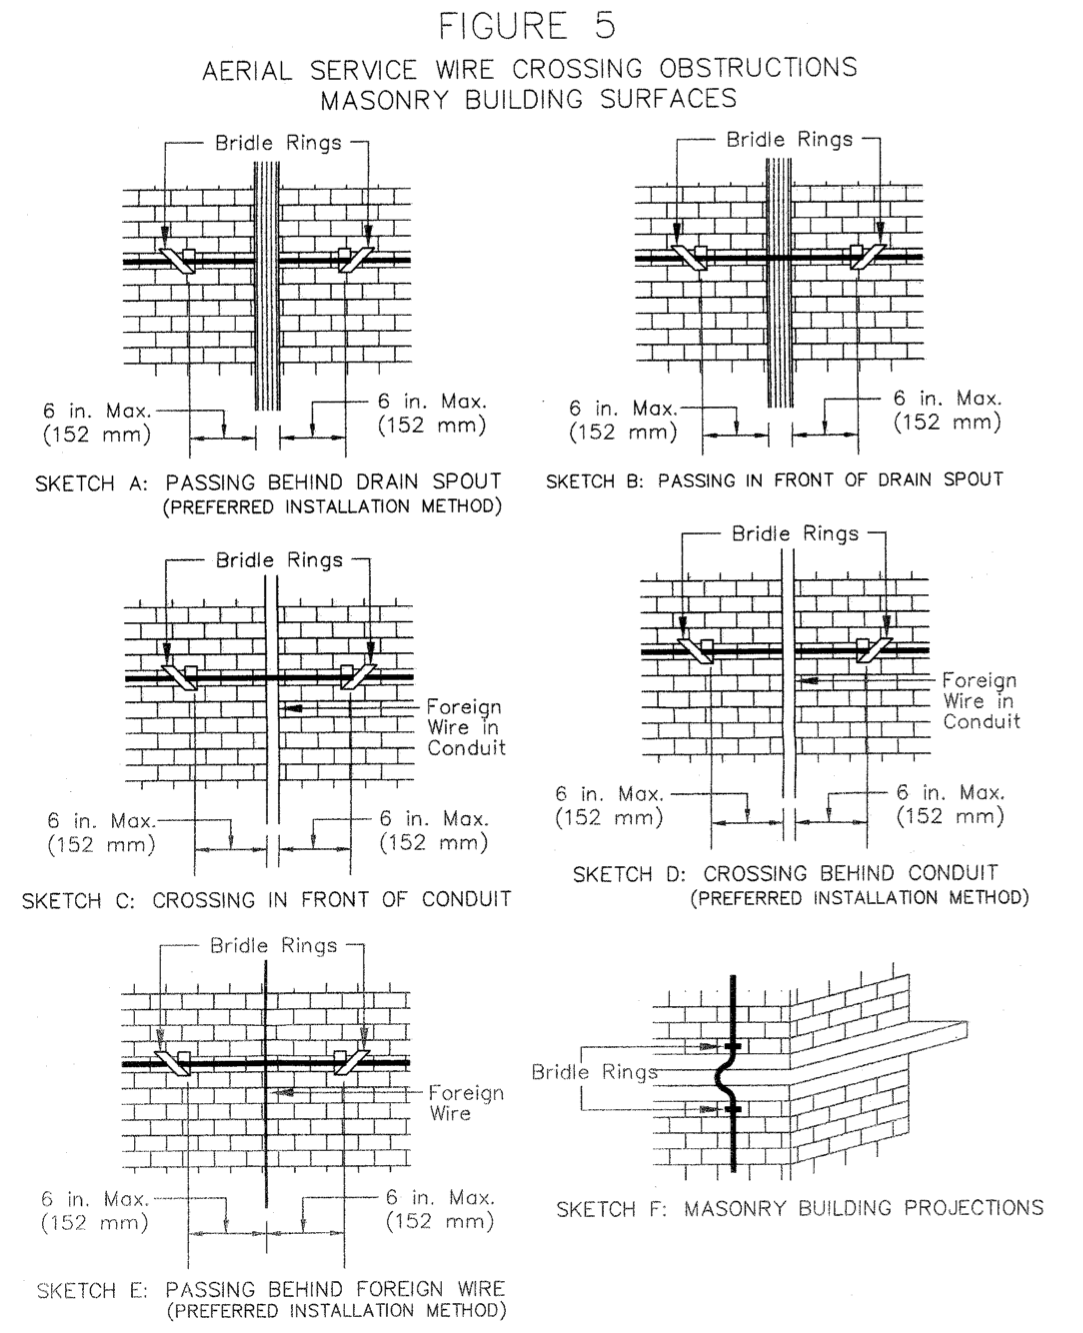 FIGURE 5
AERIAL SERVICE WIRE CROSSING OBSTRUCTIONS
MASONRY BUILDING SURFACES
Bridle Rings
6 in. Max.
(152 mm)
6 in. Max.
(152 mm)
SKETCH A: PASSING BEHIND DRAIN SPOUT
(PREFERRED INSTALLATION METHOD)
Bridle Rings
6 in. Max.
(152 mm)
6 in. Max.
(152 mm)
SKETCH B: PASSING IN FRONT OF DRAIN SPOUT
Bridle Rings
Foreign
Wire in
Conduit
6 in. Max.
(152 mm)
6 in. Max.
(152 mm)
SKETCH C: CROSSING IN FRONT OF CONDUIT
Bridle Rings
Foreign
Wire in
Conduit
6 in. Max.
(152 mm)
6 in. Max.
(152 mm)
SKETCH D: CROSSING BEHIND CONDUIT
(PREFERRED INSTALLATION METHOD)
Bridle Rings
Foreign
Wire
6 in. Max.
(152 mm)
6 in. Max.
(152 mm)
SKETCH E: PASSING BEHIND FOREIGN WIRE
(PREFERRED INSTALLATION METHOD)
Bridle Rings
SKETCH F: MASONRY BUILDING PROJECTIONS